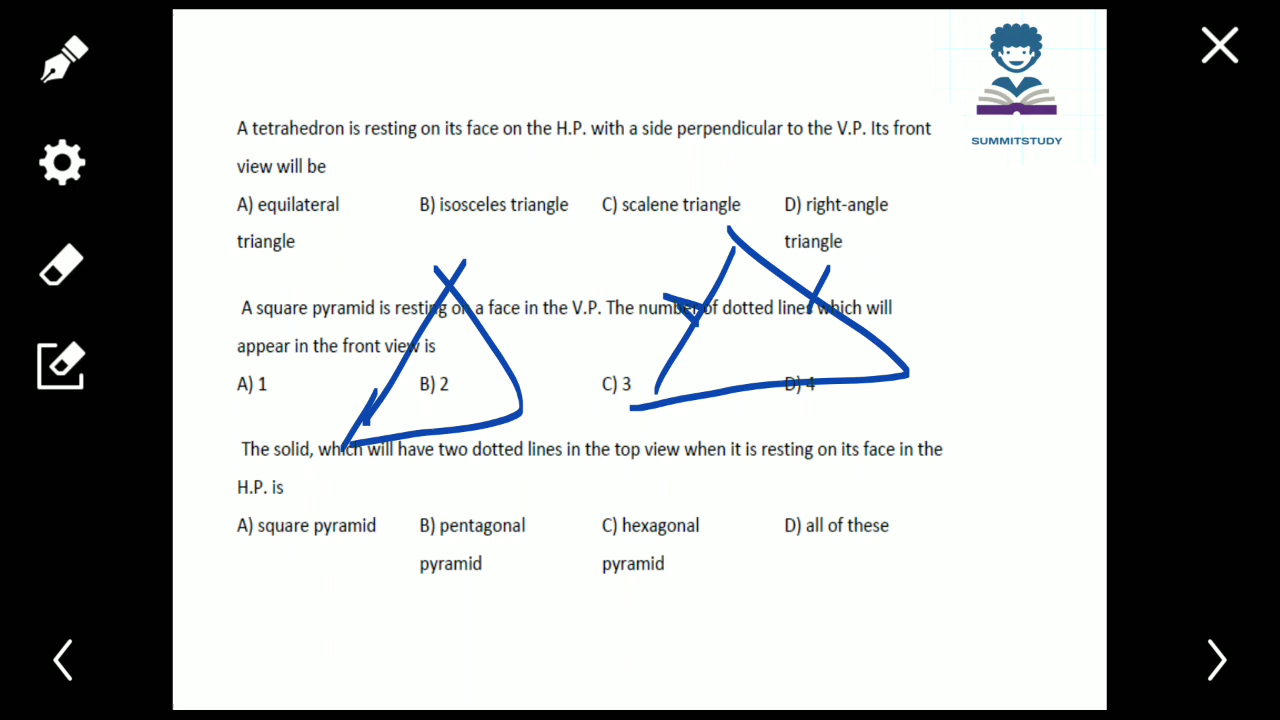 SUMMITSTUDY
A tetrahedron is resting on its face on the H.P. with a side perpendicular to the V.P. Its front
view will be
A) equilateral B) isosceles triangle C) scalene triangle D) right-angle
triangle triangle
A square pyramid is resting on a face in the V.P. The number of dotted lines which will
appear in the front view is
A) 1 B) 2 C) 3 D) 4
The solid, which will have two dotted lines in the top view when it is resting on its face in the
H.P. is
A) square pyramid B) pentagonal C) hexagonal D) all of these
pyramid pyramid